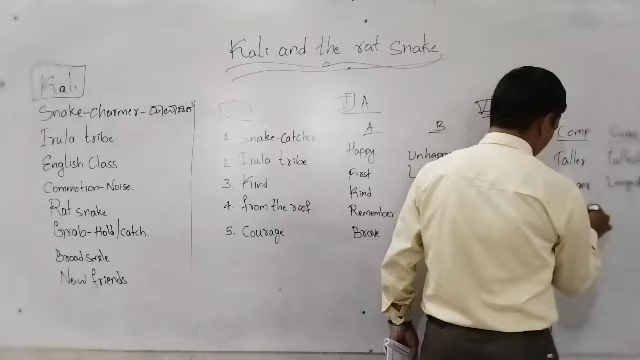 Kali and the rat snake
Kali
Snake-charmer-
Irula tribe
English Class
Commotion-Noise.
Rat snake
Grab-Hold/catch.
Broad smile
New friends
1. Snake-catcher
2. Irula tribe
3. Kind
4. from the roof
5. Courage
A
A
Happy
First
Kind
Remember
Brave
B
Unhapp
Comp
Taller